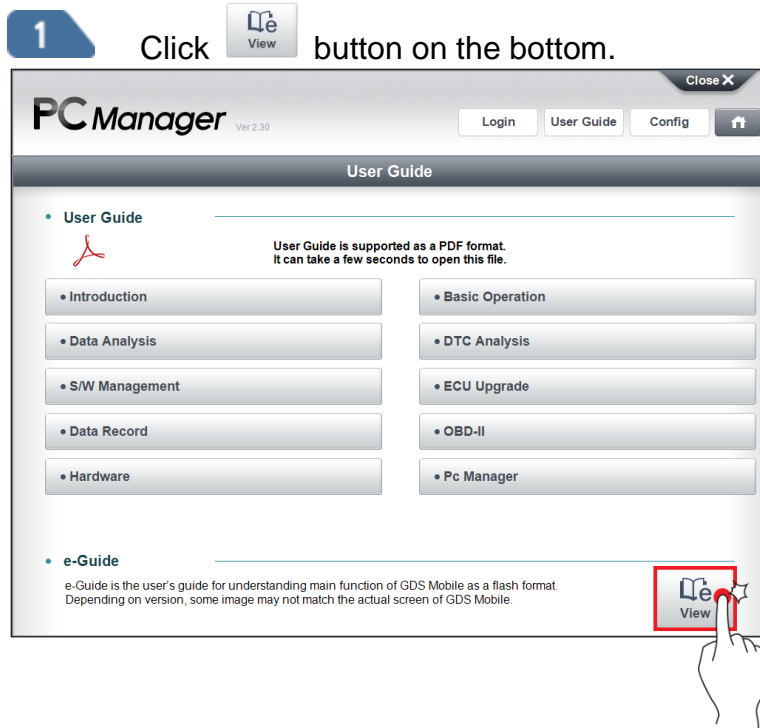 1
Click View button on the bottom.
Close X
PC Manager Ver 2.30
Login User Guide Config
User Guide
• User Guide
User Guide is supported as a PDF format.
It can take a few seconds to open this file.
• Introduction
• Basic Operation
• Data Analysis
• DTC Analysis
• S/W Management
• ECU Upgrade
• Data Record
• OBD-II
• Hardware
• Pc Manager
• e-Guide
e-Guide is the user's guide for understanding main function of GDS Mobile as a flash format.
Depending on version, some image may not match the actual screen of GDS Mobile.
View